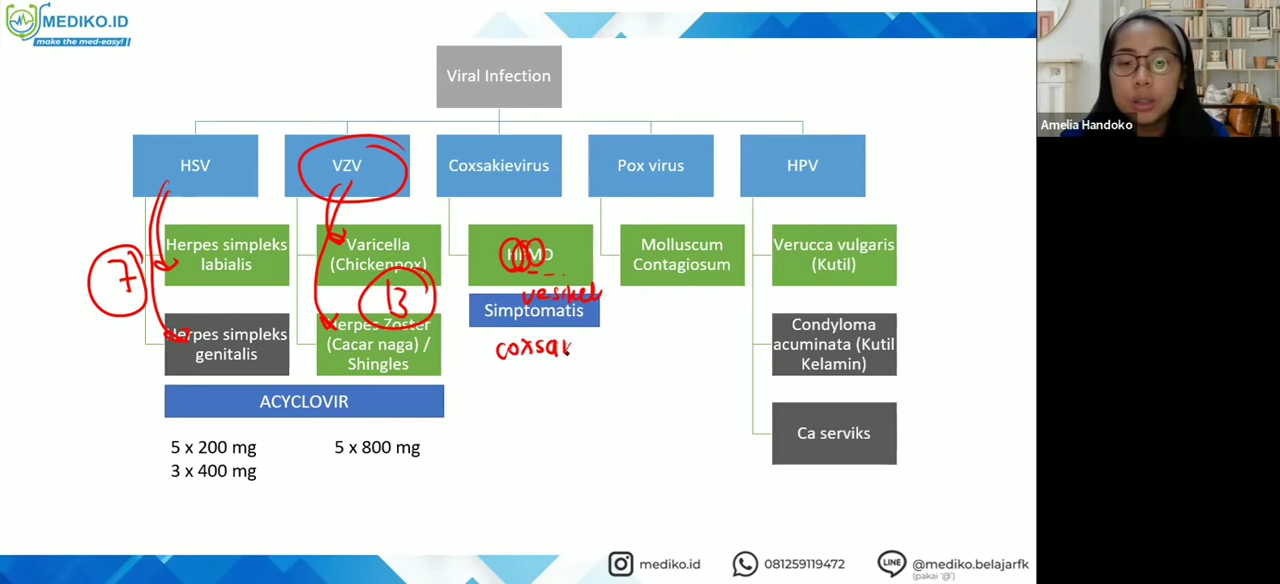 MEDIKO.ID
make the med-easy!
Viral Infection
HSV
VZV
Coxsakievirus
Pox virus
HPV
Herpes simpleks
labialis
Varicella
(Chickenpox)
HFMD
Molluscum
Contagiosum
Verucca vulgaris
(Kutil)
7
13
vesikel
Herpes simpleks
genitalis
Herpes Zoster
(Cacar naga) /
Shingles
Simptomatis
coxsak
Condyloma
acuminata (Kutil
Kelamin)
ACYCLOVIR
Ca serviks
5 x 200 mg
3 x 400 mg
5 x 800 mg
mediko.id
081259119472
LINE
@mediko.belajarfk
(pakai '@')
Amelia Handoko